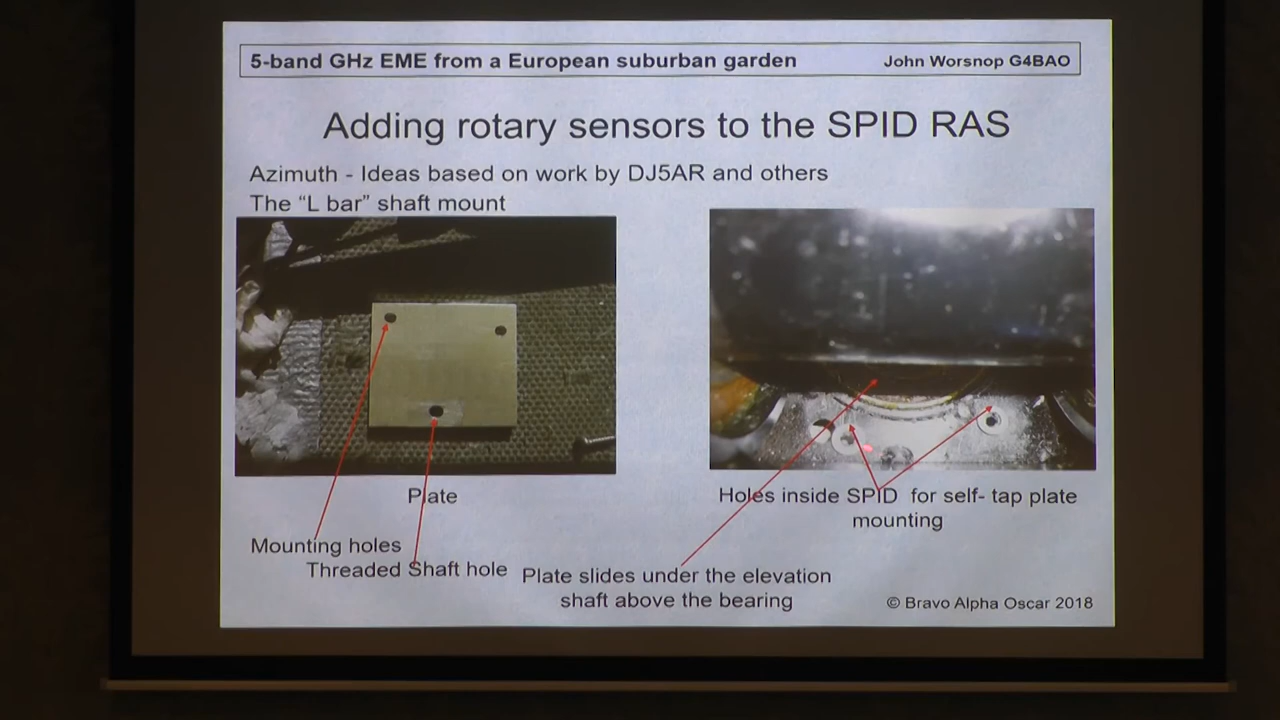 5-band GHz EME from a European suburban garden
John Worsnop G4BAO
Adding rotary sensors to the SPID RAS
Azimuth - Ideas based on work by DJ5AR and others
The “L bar” shaft mount
Plate
Holes inside SPID for self- tap plate
mounting
Mounting holes
Threaded Shaft hole
Plate slides under the elevation
shaft above the bearing
© Bravo Alpha Oscar 2018